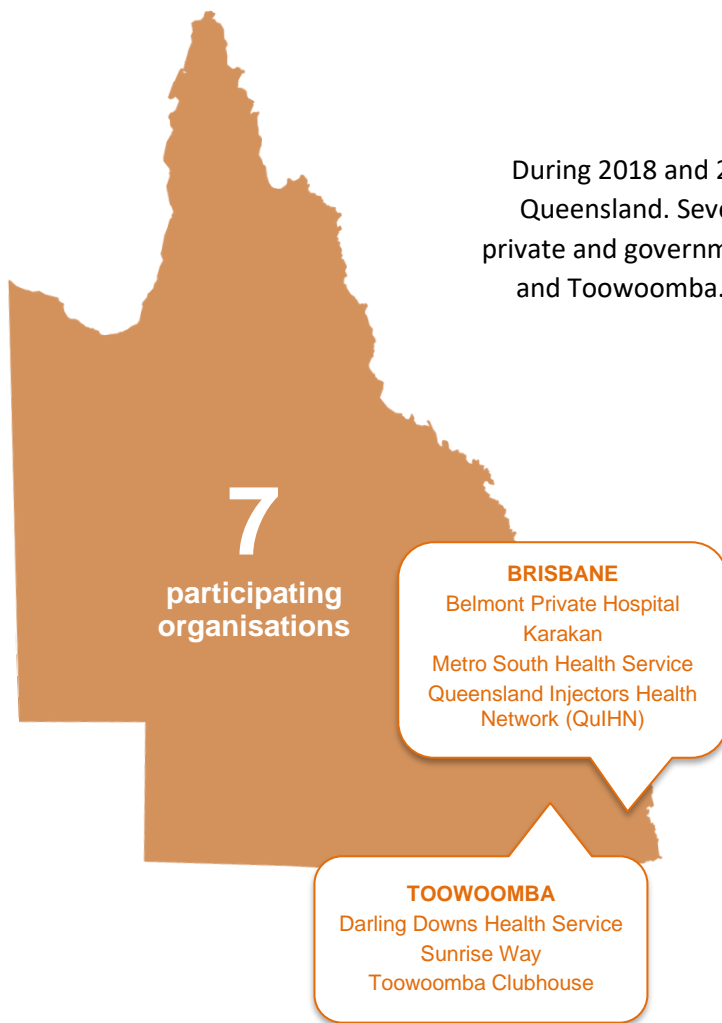 During 2018 and 2
Queensland. Seve
private and governm
and Toowoomba.
7
participating
organisations
BRISBANE
Belmont Private Hospital
Karakan
Metro South Health Service
Queensland Injectors Health
Network (QuIHN)
TOOWOOMBA
Darling Downs Health Service
Sunrise Way
Toowoomba Clubhouse